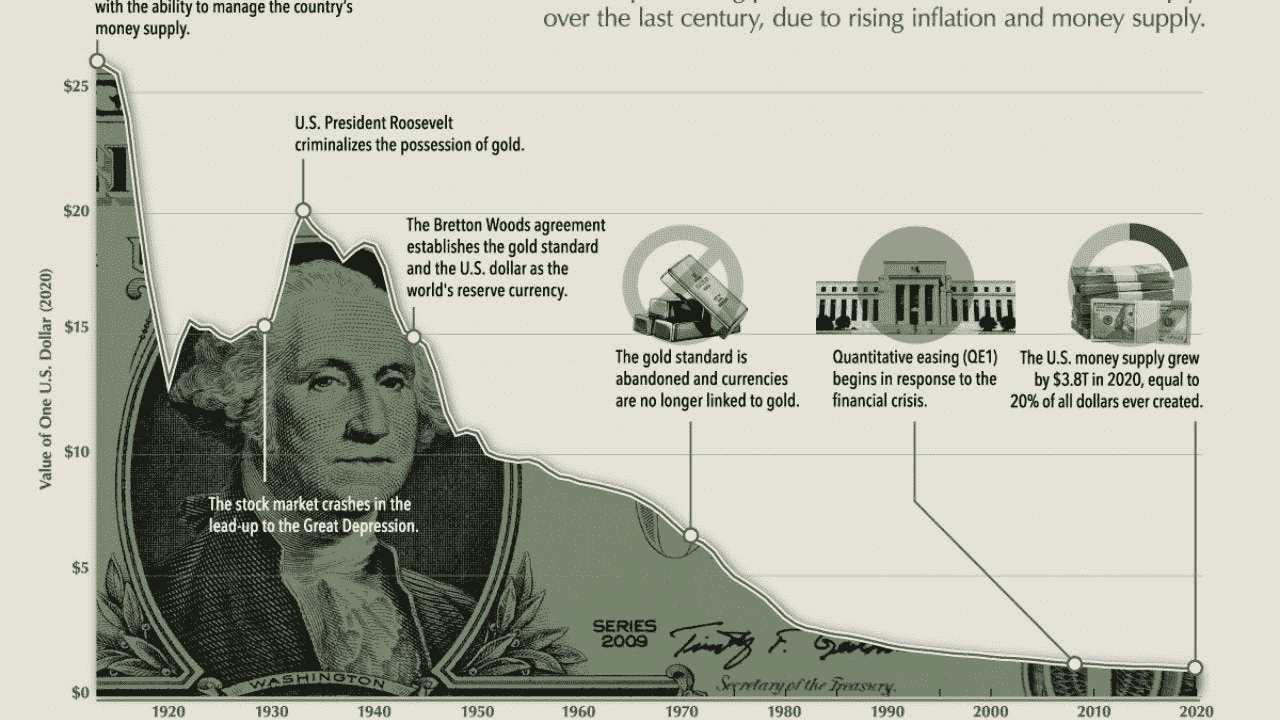 with the ability to manage the country's
money supply.
over the last century, due to rising inflation and money supply.
$25
U.S. President Roosevelt
criminalizes the possession of gold.
$20
The Bretton Woods agreement
establishes the gold standard
and the U.S. dollar as the
world's reserve currency.
Value of One U.S. Dollar (2020)
$15
The gold standard is
abandoned and currencies
are no longer linked to gold.
Quantitative easing (QE1)
begins in response to the
financial crisis.
The U.S. money supply grew
by $3.8T in 2020, equal to
20% of all dollars ever created.
$10
The stock market crashes in the
lead-up to the Great Depression.
$5
SERIES
2009
Timothy F.
Secretary of the Treasury.
WASHINGTON
$0
1920 1930 1940 1950 1960 1970 1980 1990 2000 2010 2020